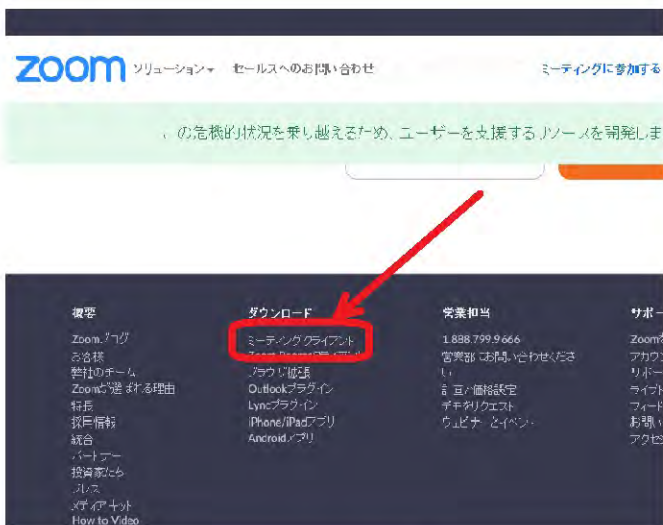 zoom ソリューション▾ セールスへのお問い合わせ ミーティングに参加する
の危機的状況を乗り越えるため、ユーザーを支援するリソースを開発しま
概要
Zoomブログ
お客様
弊社のチーム
Zoomが選ばれる理由
特長
採用情報
統合
パートナー
投資家たち
プレス
メディアキット
How to Video
ダウンロード
ミーティングクライアント
ブラウザ拡張
Outlookプラグイン
Lyncプラグイン
iPhone/iPadアプリ
Androidアプリ
営業担当
1.888.799.9666
営業部にお問い合わせくださ
い
計画/価格設定
デモをリクエスト
ウェビナーとイベント
サポー
Zoomを
アカウン
サポー
ライブト
フィード
お問い
アクセ